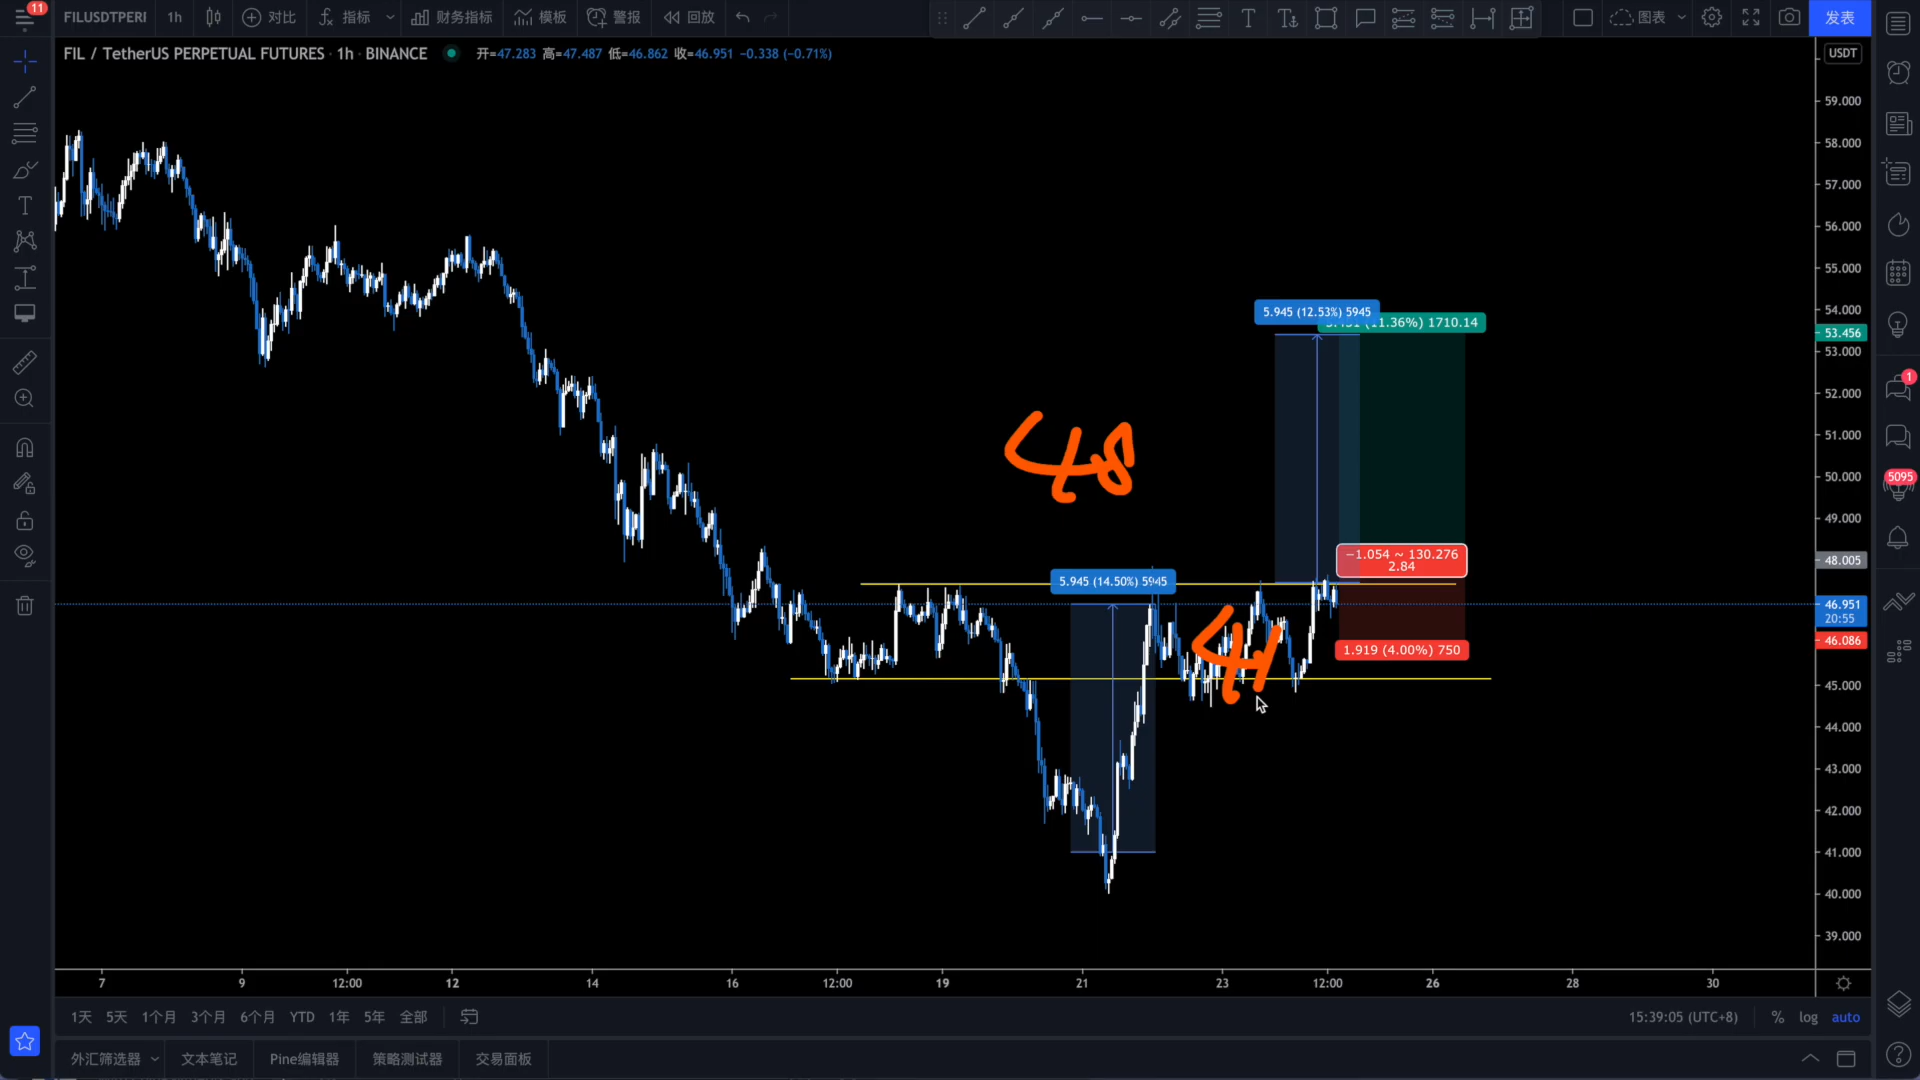 11
FILUSDTPERI 1h 对比 指标 财务指标 模板 警报 回放 图表 发表
FIL / TetherUS PERPETUAL FUTURES · 1h · BINANCE 开=47.283 高=47.487 低=46.862 收=46.951 −0.338 (−0.71%)
USDT
59.000
58.000
57.000
56.000
55.000
54.000
53.456
53.000
52.000
51.000
50.000
49.000
48.005
46.951
20:55
46.086
45.000
44.000
43.000
42.000
41.000
40.000
39.000
5.945 (12.53%) 5945
(11.36%) 1710.14
48
−1.054 ~ 130.276
2.84
5.945 (14.50%) 5945
1.919 (4.00%) 750
1
5095
7 9 12:00 12 14 16 12:00 19 21 23 12:00 26 28 30
1天 5天 1个月 3个月 6个月 YTD 1年 5年 全部 15:39:05 (UTC+8) % log auto
外汇筛选器 文本笔记 Pine编辑器 策略测试器 交易面板